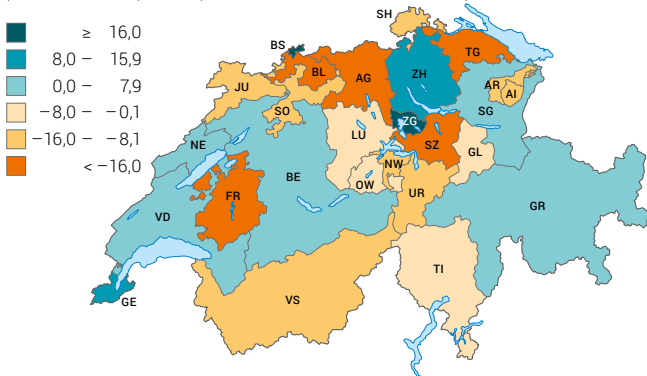 ≥ 16,0
8,0 – 15,9
0,0 – 7,9
−8,0 – −0,1
−16,0 – −8,1
< −16,0
SH
BS
BL
AG
ZH
TG
JU
SO
AR
AI
ZG
SG
NE
LU
SZ
GL
NW
OW
BE
UR
FR
GR
VD
TI
GE
VS